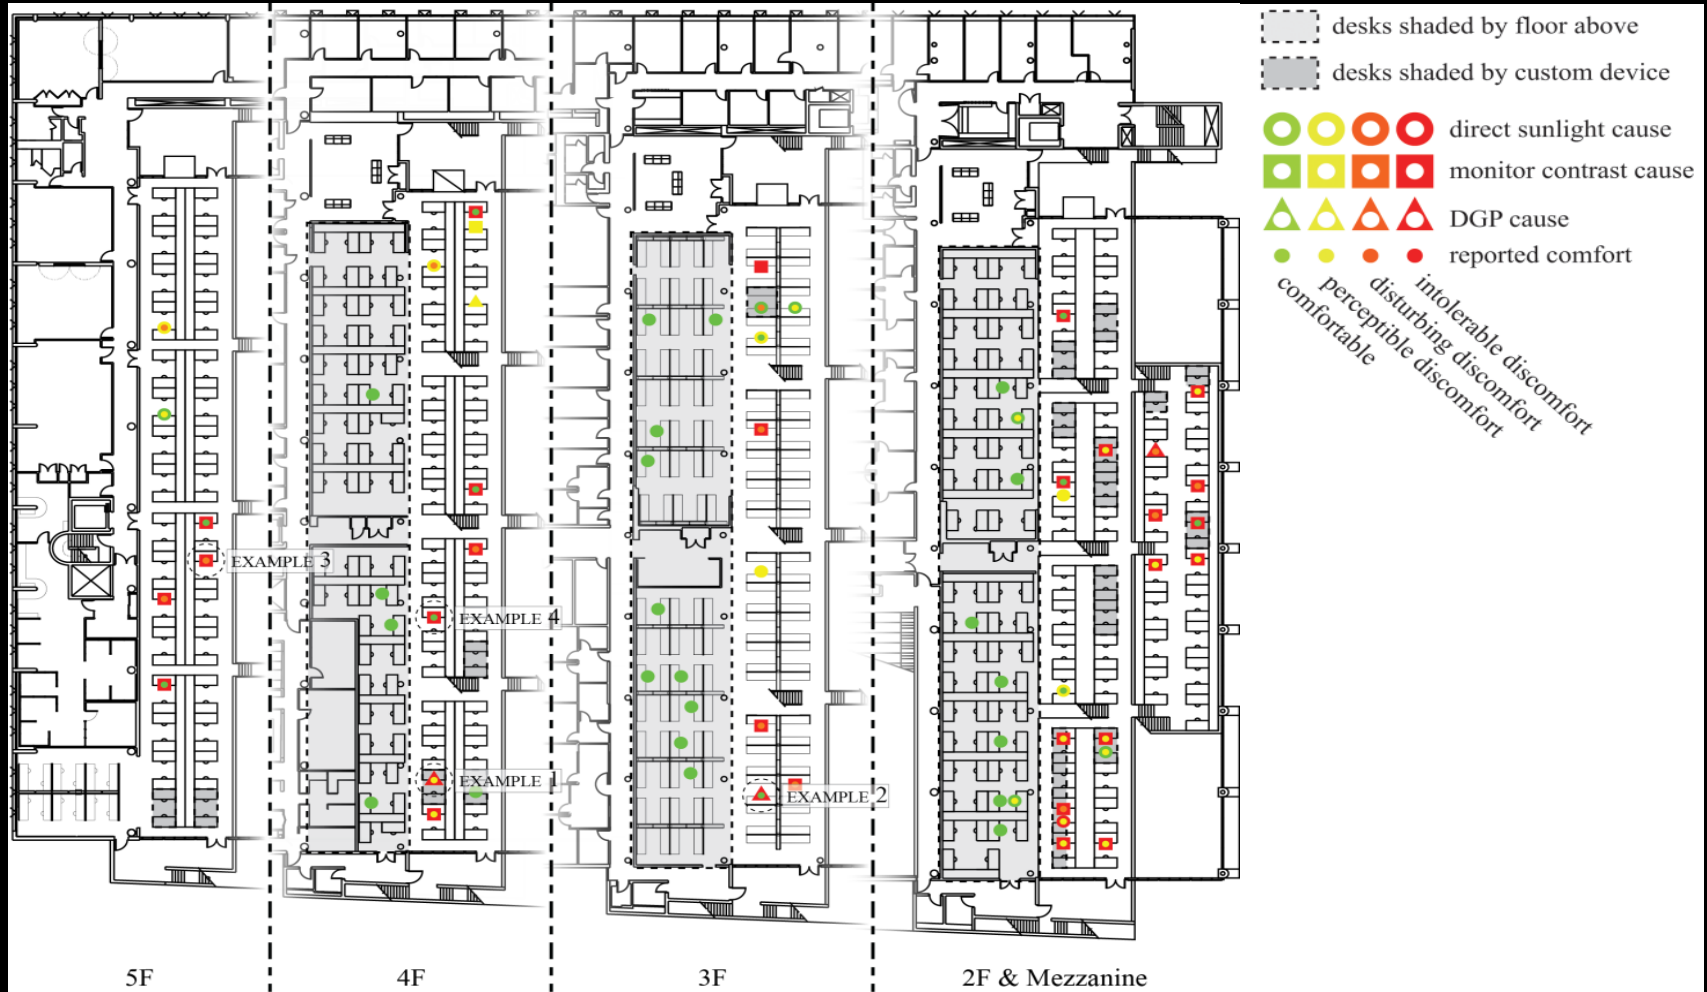 desks shaded by floor above
desks shaded by custom device
direct sunlight cause
monitor contrast cause
DGP cause
reported comfort
comfortable
perceptible discomfort
disturbing discomfort
intolerable discomfort
EXAMPLE 3
EXAMPLE 4
EXAMPLE 1
EXAMPLE 2
5F
4F
3F
2F & Mezzanine